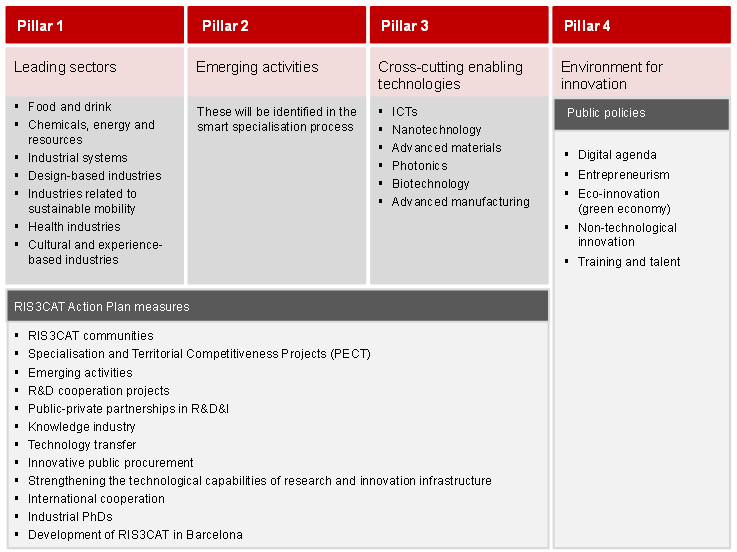 Pillar 1
Pillar 2
Pillar 3
Pillar 4
Leading sectors
Emerging activities
Cross-cutting enabling
technologies
Environment for
innovation
▪ Food and drink
▪ Chemicals, energy and
resources
▪ Industrial systems
▪ Design-based industries
▪ Industries related to
sustainable mobility
▪ Health industries
▪ Cultural and experience-
based industries
These will be identified in the
smart specialisation process
▪ ICTs
▪ Nanotechnology
▪ Advanced materials
▪ Photonics
▪ Biotechnology
▪ Advanced manufacturing
Public policies
▪ Digital agenda
▪ Entrepreneurism
▪ Eco-innovation
(green economy)
▪ Non-technological
innovation
▪ Training and talent
RIS3CAT Action Plan measures
▪ RIS3CAT communities
▪ Specialisation and Territorial Competitiveness Projects (PECT)
▪ Emerging activities
▪ R&D cooperation projects
▪ Public-private partnerships in R&D&I
▪ Knowledge industry
▪ Technology transfer
▪ Innovative public procurement
▪ Strengthening the technological capabilities of research and innovation infrastructure
▪ International cooperation
▪ Industrial PhDs
▪ Development of RIS3CAT in Barcelona